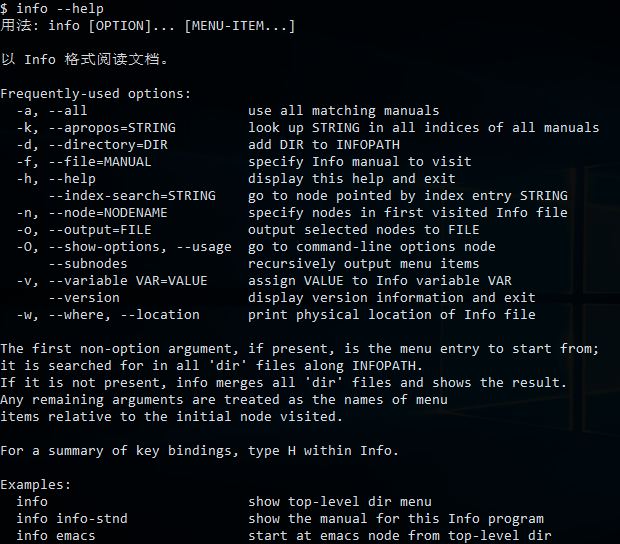 $ info --help
用法: info [OPTION]... [MENU-ITEM...]
以 Info 格式阅读文档。
Frequently-used options:
-a, --all use all matching manuals
-k, --apropos=STRING look up STRING in all indices of all manuals
-d, --directory=DIR add DIR to INFOPATH
-f, --file=MANUAL specify Info manual to visit
-h, --help display this help and exit
--index-search=STRING go to node pointed by index entry STRING
-n, --node=NODENAME specify nodes in first visited Info file
-o, --output=FILE output selected nodes to FILE
-O, --show-options, --usage go to command-line options node
--subnodes recursively output menu items
-v, --variable VAR=VALUE assign VALUE to Info variable VAR
--version display version information and exit
-w, --where, --location print physical location of Info file
The first non-option argument, if present, is the menu entry to start from;
it is searched for in all 'dir' files along INFOPATH.
If it is not present, info merges all 'dir' files and shows the result.
Any remaining arguments are treated as the names of menu
items relative to the initial node visited.
For a summary of key bindings, type H within Info.
Examples:
info show top-level dir menu
info info-stnd show the manual for this Info program
info emacs start at emacs node from top-level dir